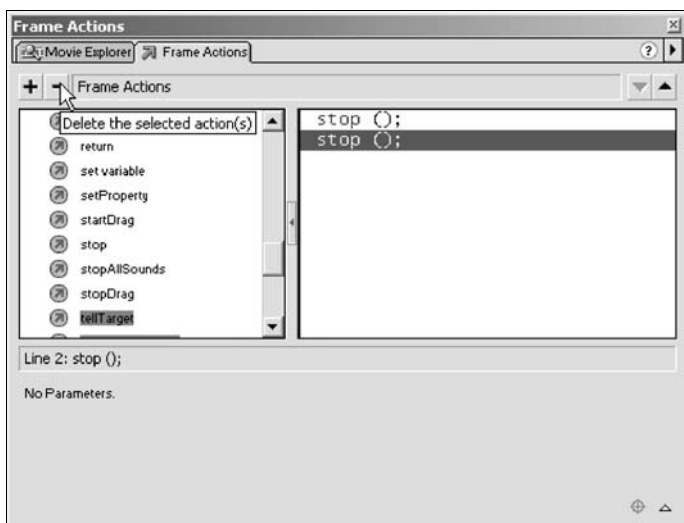 Frame Actions
Movie Explorer Frame Actions ?
+ - Frame Actions
Delete the selected action(s)
return
set variable
setProperty
startDrag
stop
stopAllSounds
stopDrag
tellTarget
stop ();
stop ();
Line 2: stop ();
No Parameters.